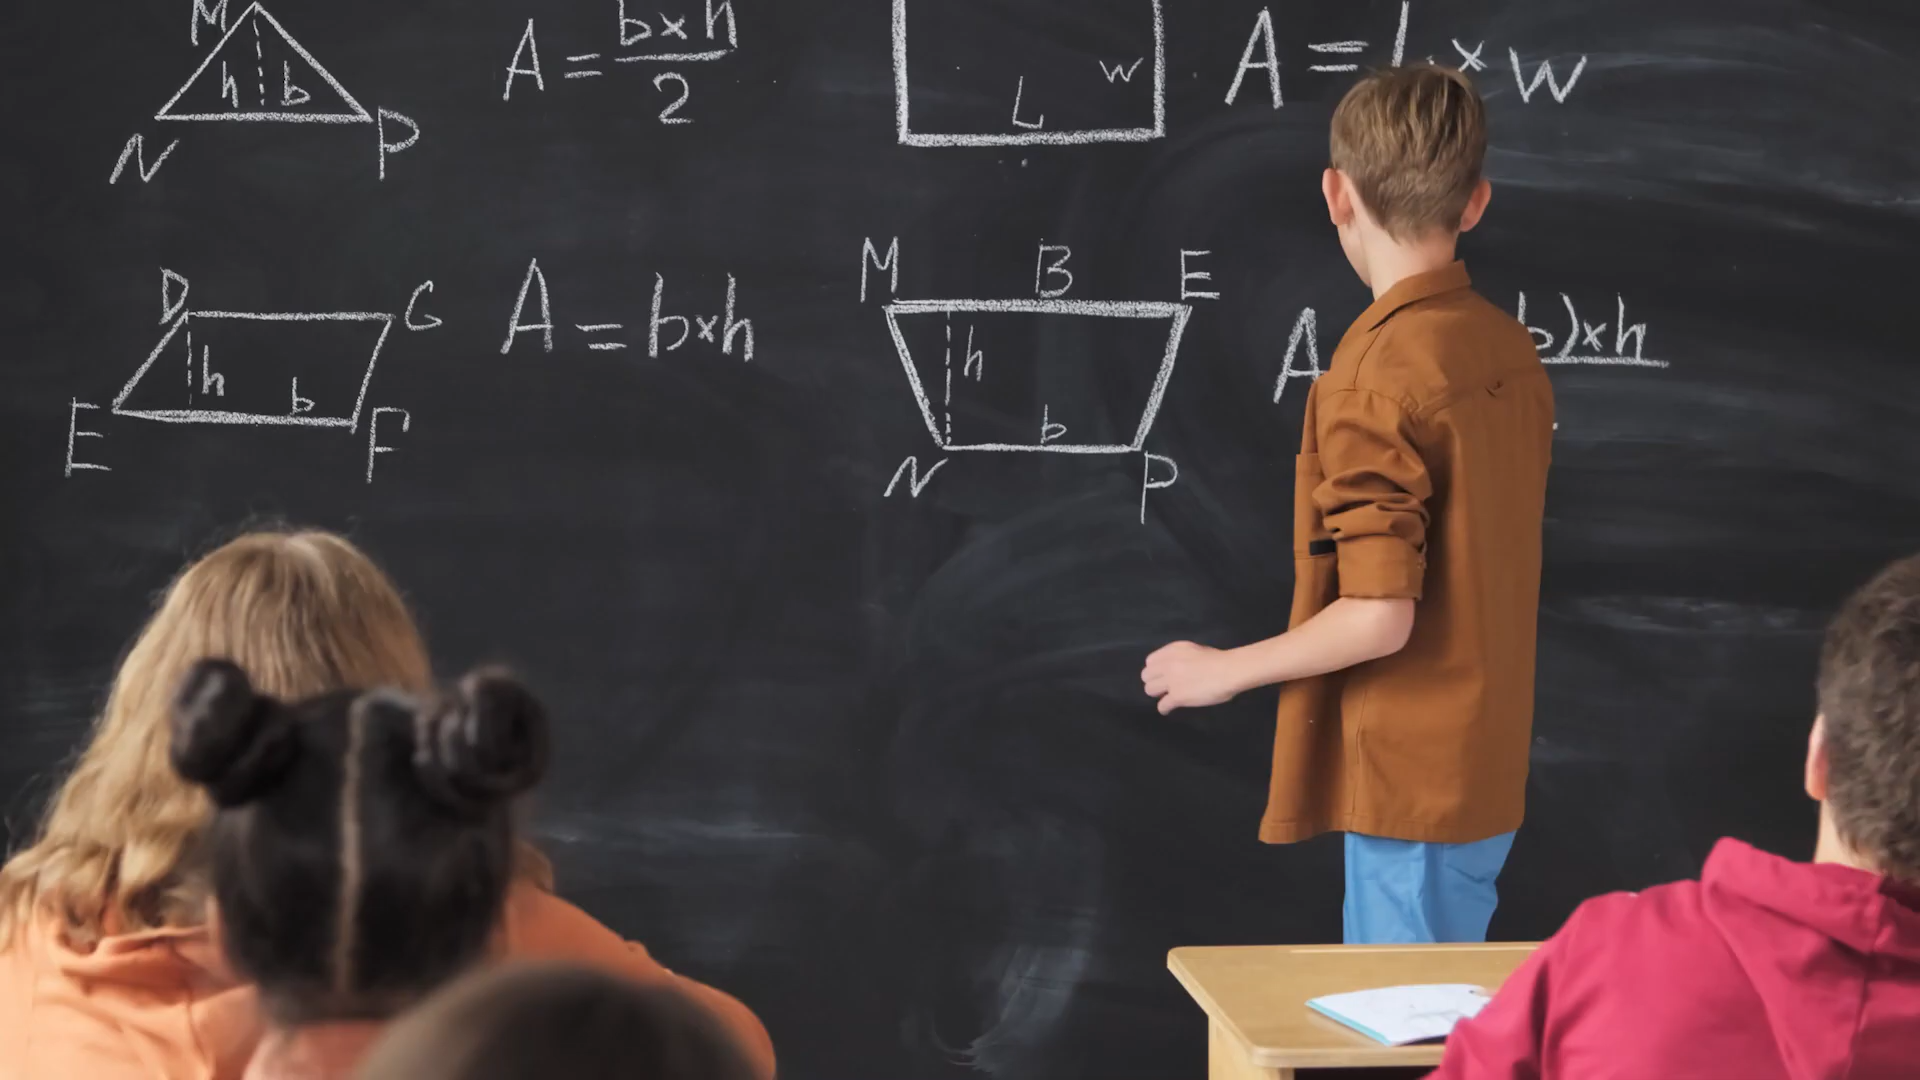 M
h b
N P
A = b×h / 2
L w
A = L × w
D G
h b
E F
A = b×h
M B E
h
b
N P
A b)×h